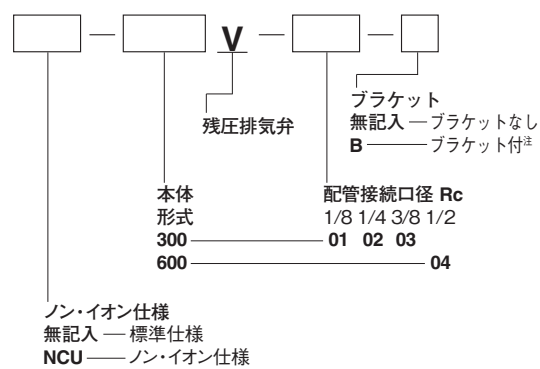 V
ブラケット
残圧排気弁
無記入 ― ブラケットなし
B ― ブラケット付注
本体
配管接続口径 Rc
形式
1/8 1/4 3/8 1/2
300 ― 01 02 03
600 ― 04
ノン・イオン仕様
無記入 ― 標準仕様
NCU ― ノン・イオン仕様